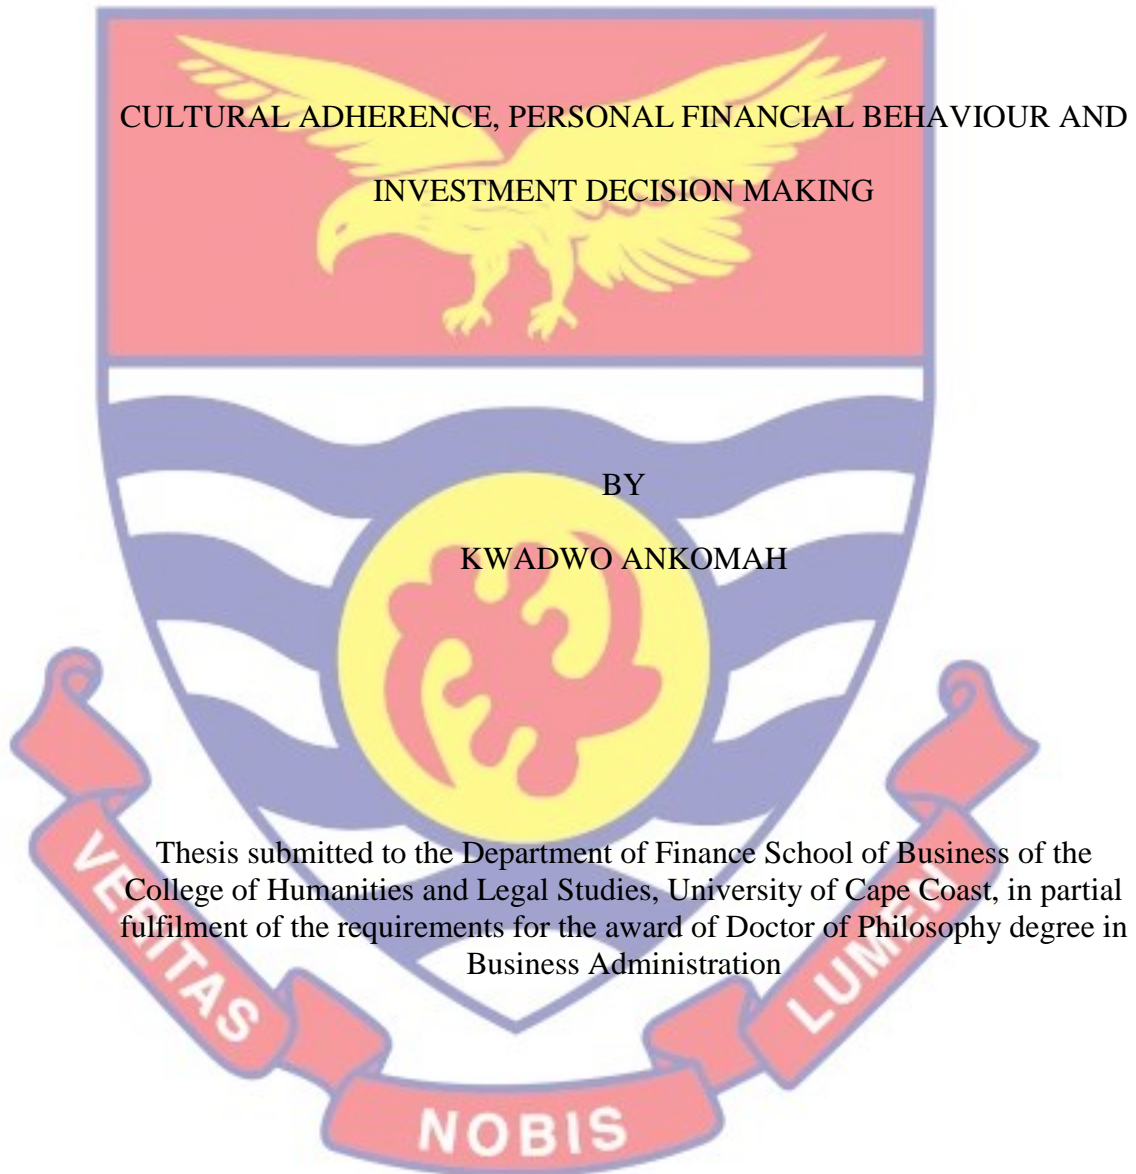 CULTURAL ADHERENCE, PERSONAL FINANCIAL BEHAVIOUR AND
INVESTMENT DECISION MAKING
BY
KWADWO ANKOMAH
Thesis submitted to the Department of Finance School of Business of the
College of Humanities and Legal Studies, University of Cape Coast, in partial
fulfilment of the requirements for the award of Doctor of Philosophy degree in
Business Administration
VERITAS
NOBIS
LUMEN